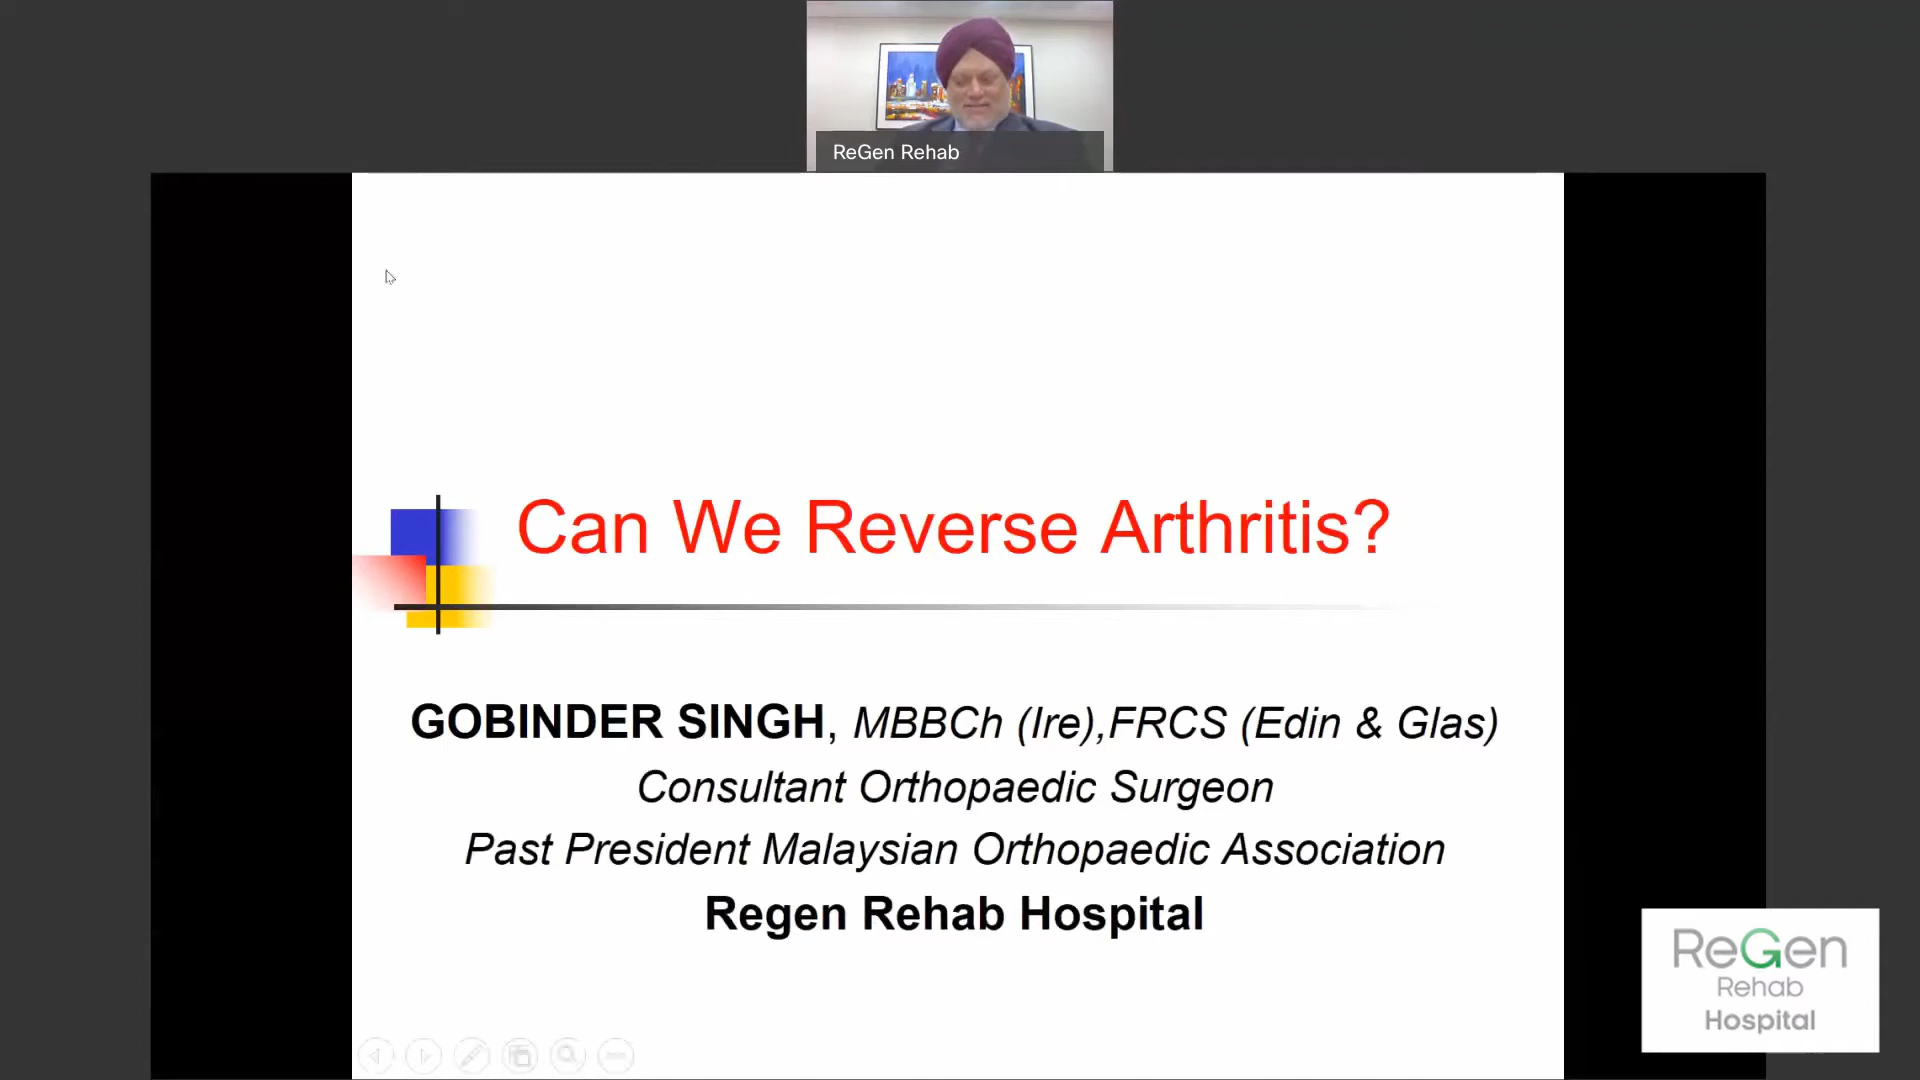 ReGen Rehab
Can We Reverse Arthritis?
GOBINDER SINGH, MBBCh (Ire),FRCS (Edin & Glas)
Consultant Orthopaedic Surgeon
Past President Malaysian Orthopaedic Association
Regen Rehab Hospital
ReGen
Rehab
Hospital